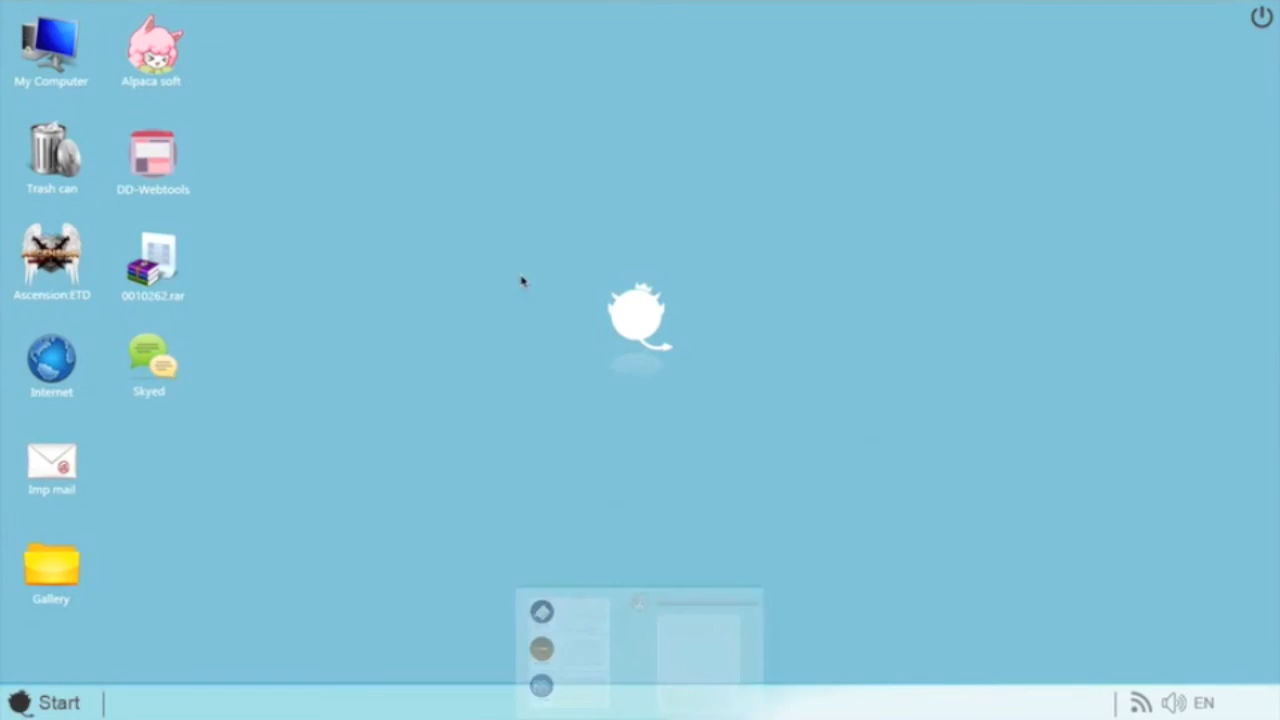 My Computer
Alpaca soft
Trash can
DD-Webtools
ASCENSION
Ascension:ETD
0010262.rar
Internet
Skyed
Imp mail
Gallery
Start
EN